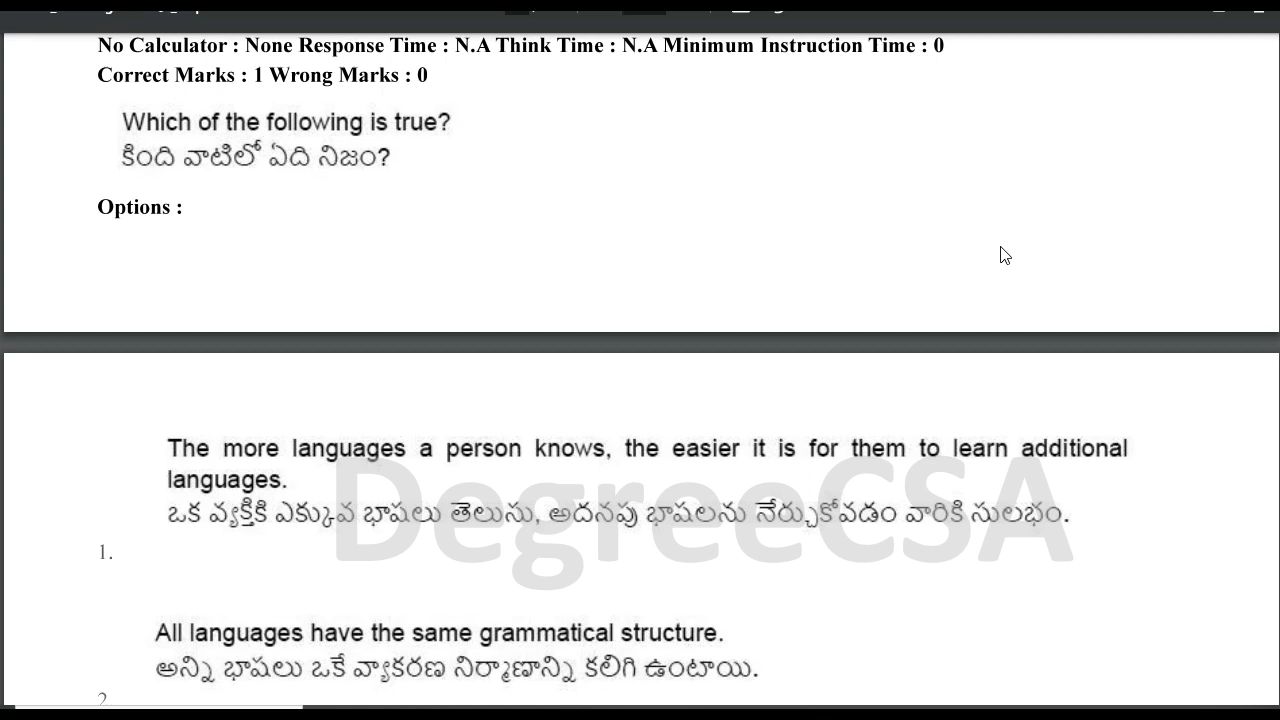 No Calculator : None Response Time : N.A Think Time : N.A Minimum Instruction Time : 0
Correct Marks : 1 Wrong Marks : 0
Which of the following is true?
కింది వాటిలో ఏది నిజం?
Options :
The more languages a person knows, the easier it is for them to learn additional
languages.
ఒక వ్యక్తికి ఎక్కువ భాషలు తెలుసు, అదనపు భాషలను నేర్చుకోవడం వారికి సులభం.
DegreeCSA
1.
All languages have the same grammatical structure.
అన్ని భాషలు ఒకే వ్యాకరణ నిర్మాణాన్ని కలిగి ఉంటాయి.
2